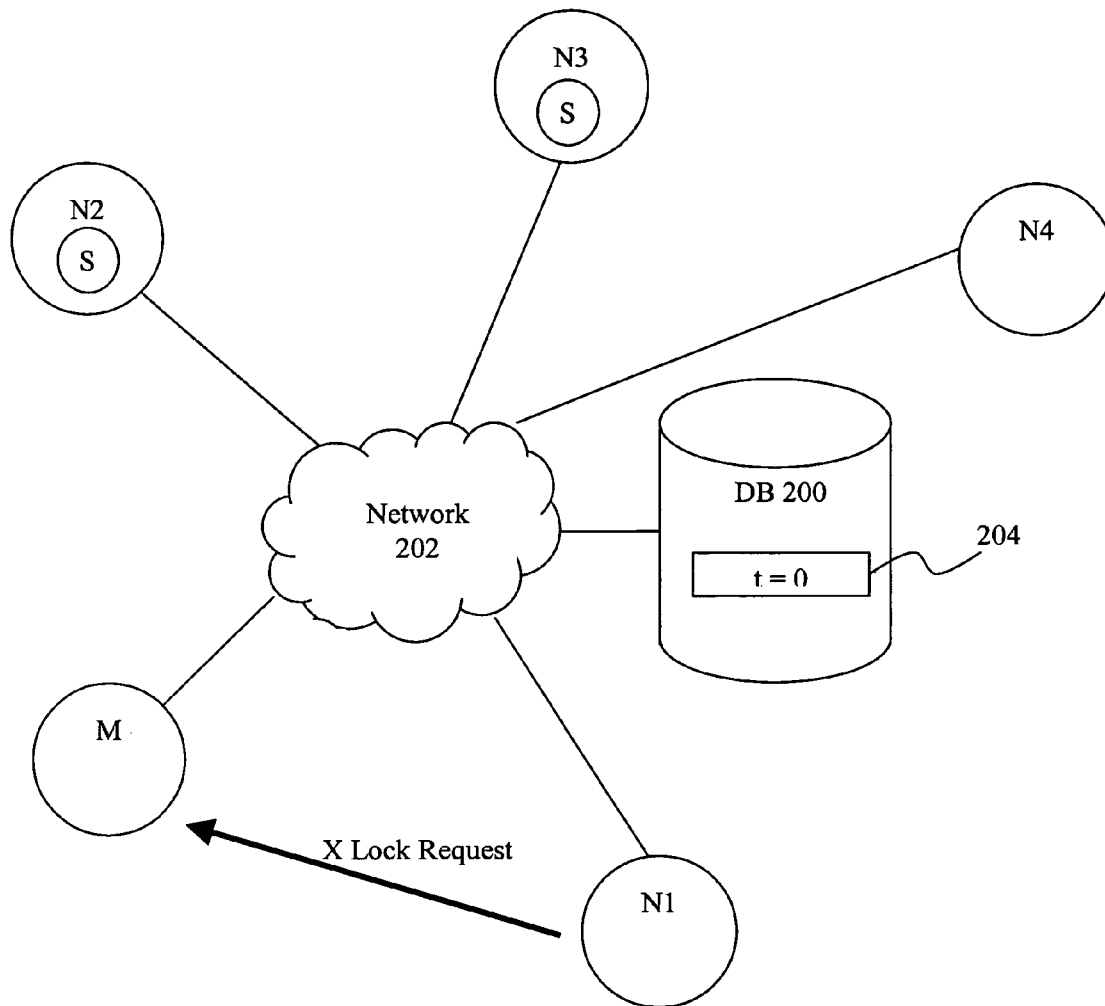 N3
S
N2
S
N4
DB 200
Network
202
204
t = 0
M
X Lock Request
N1